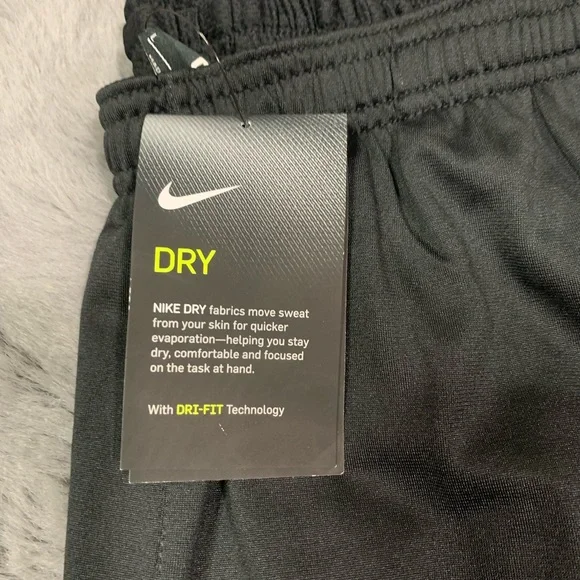 DRY
NIKE DRY fabrics move sweat
from your skin for quicker
evaporation—helping you stay
dry, comfortable and focused
on the task at hand.
With DRI-FIT Technology